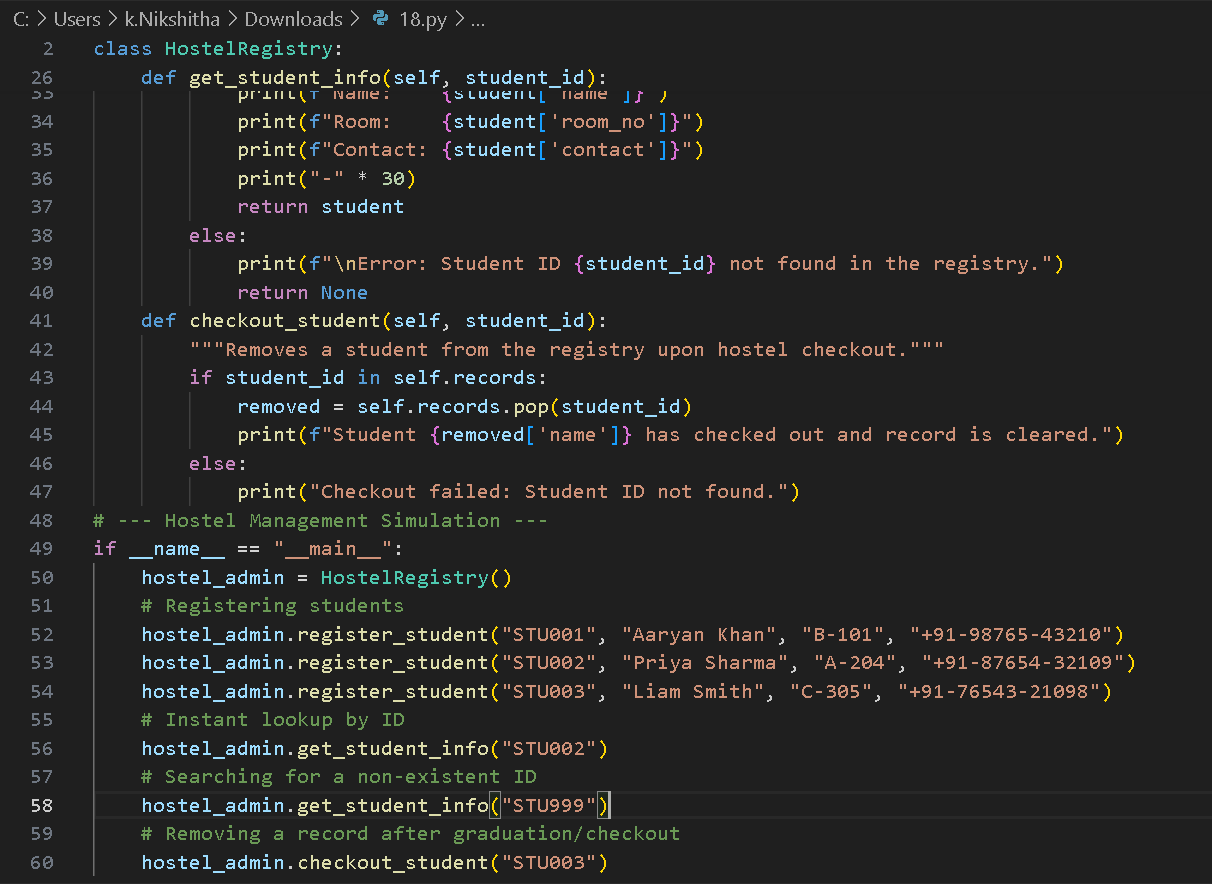 C: > Users > k.Nikshitha > Downloads > 18.py > ...
2 class HostelRegistry:
26     def get_student_info(self, student_id):
33             print(f"Name:    {student['name']}")
34             print(f"Room:    {student['room_no']}")
35             print(f"Contact: {student['contact']}")
36             print("-" * 30)
37             return student
38         else:
39             print(f"\nError: Student ID {student_id} not found in the registry.")
40             return None
41     def checkout_student(self, student_id):
42         """Removes a student from the registry upon hostel checkout."""
43         if student_id in self.records:
44             removed = self.records.pop(student_id)
45             print(f"Student {removed['name']} has checked out and record is cleared.")
46         else:
47             print("Checkout failed: Student ID not found.")
48 # --- Hostel Management Simulation ---
49 if __name__ == "__main__":
50     hostel_admin = HostelRegistry()
51     # Registering students
52     hostel_admin.register_student("STU001", "Aaryan Khan", "B-101", "+91-98765-43210")
53     hostel_admin.register_student("STU002", "Priya Sharma", "A-204", "+91-87654-32109")
54     hostel_admin.register_student("STU003", "Liam Smith", "C-305", "+91-76543-21098")
55     # Instant lookup by ID
56     hostel_admin.get_student_info("STU002")
57     # Searching for a non-existent ID
58     hostel_admin.get_student_info("STU999")
59     # Removing a record after graduation/checkout
60     hostel_admin.checkout_student("STU003")